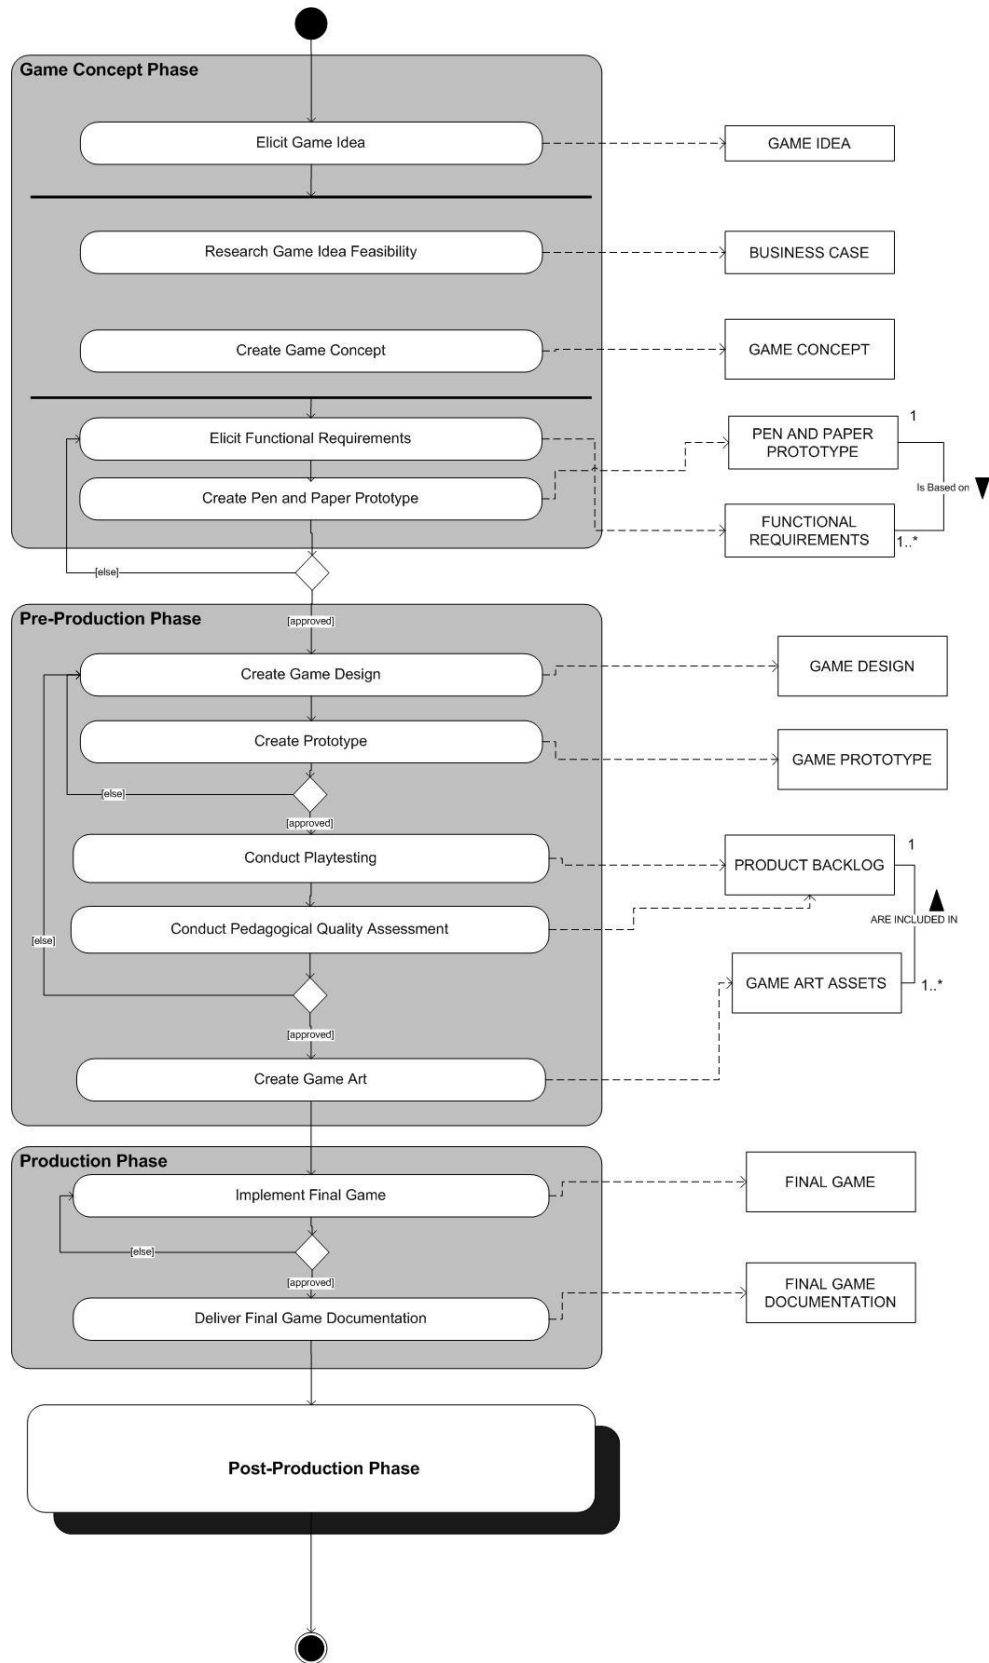 Game Concept Phase
Elicit Game Idea
GAME IDEA
Research Game Idea Feasibility
BUSINESS CASE
Create Game Concept
GAME CONCEPT
Elicit Functional Requirements
PEN AND PAPER
PROTOTYPE
1
Create Pen and Paper Prototype
Is Based on
FUNCTIONAL
REQUIREMENTS
1..*
[else]
Pre-Production Phase
[approved]
Create Game Design
GAME DESIGN
Create Prototype
GAME PROTOTYPE
[else]
[approved]
Conduct Playtesting
PRODUCT BACKLOG
1
ARE INCLUDED IN
Conduct Pedagogical Quality Assessment
[else]
GAME ART ASSETS
1..*
[approved]
Create Game Art
Production Phase
Implement Final Game
FINAL GAME
[else]
[approved]
Deliver Final Game Documentation
FINAL GAME
DOCUMENTATION
Post-Production Phase